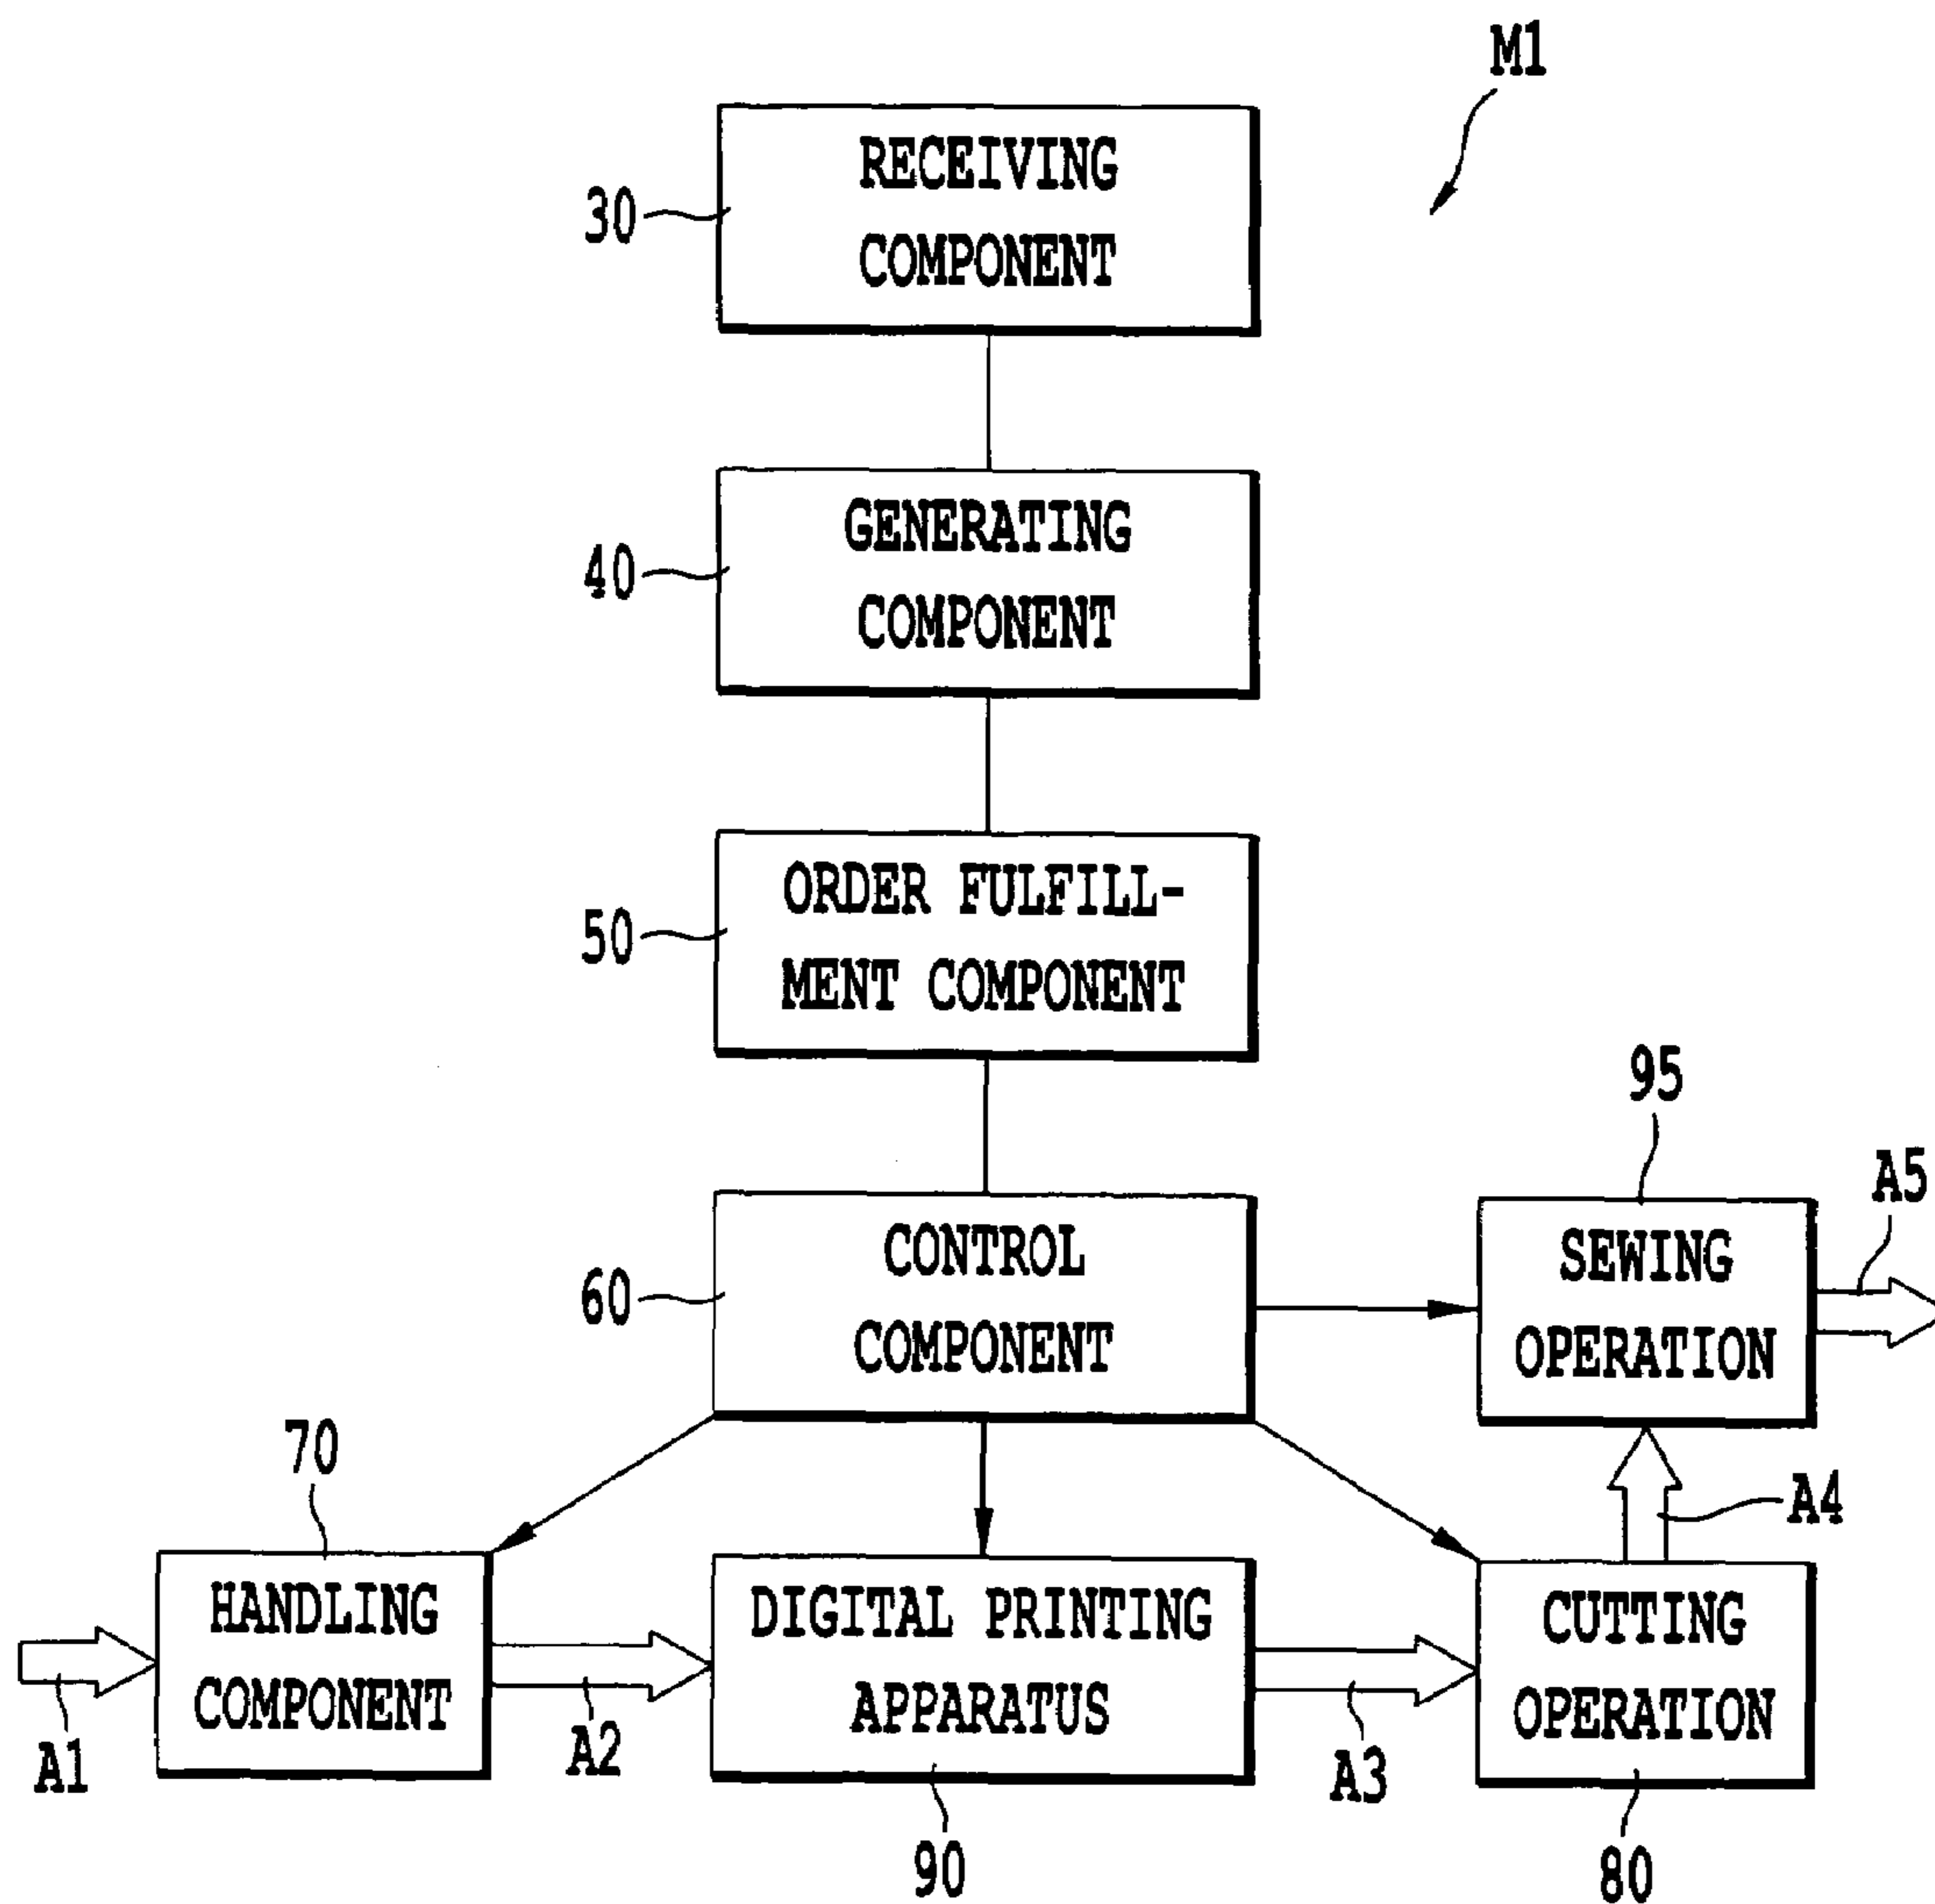 M1
RECEIVING
COMPONENT
30
GENERATING
COMPONENT
40
ORDER FULFILL-
MENT COMPONENT
50
95
A5
CONTROL
COMPONENT
60
SEWING
OPERATION
70
A4
HANDLING
COMPONENT
DIGITAL PRINTING
APPARATUS
CUTTING
OPERATION
A1
A2
A3
90
80